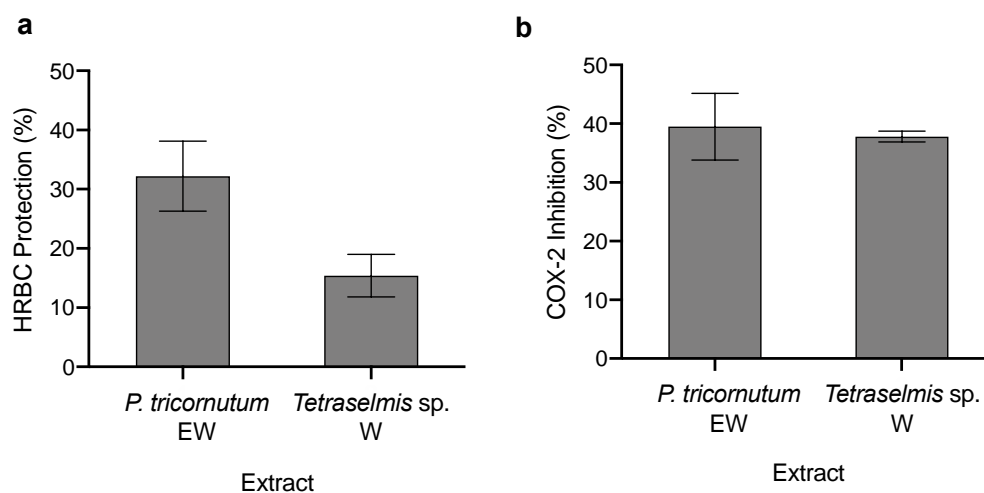 a
HRBC Protection (%)
50
40
30
20
10
0
P. tricornutum
EW
Tetraselmis sp.
W
Extract
b
COX-2 Inhibition (%)
50
40
30
20
10
0
P. tricornutum
EW
Tetraselmis sp.
W
Extract